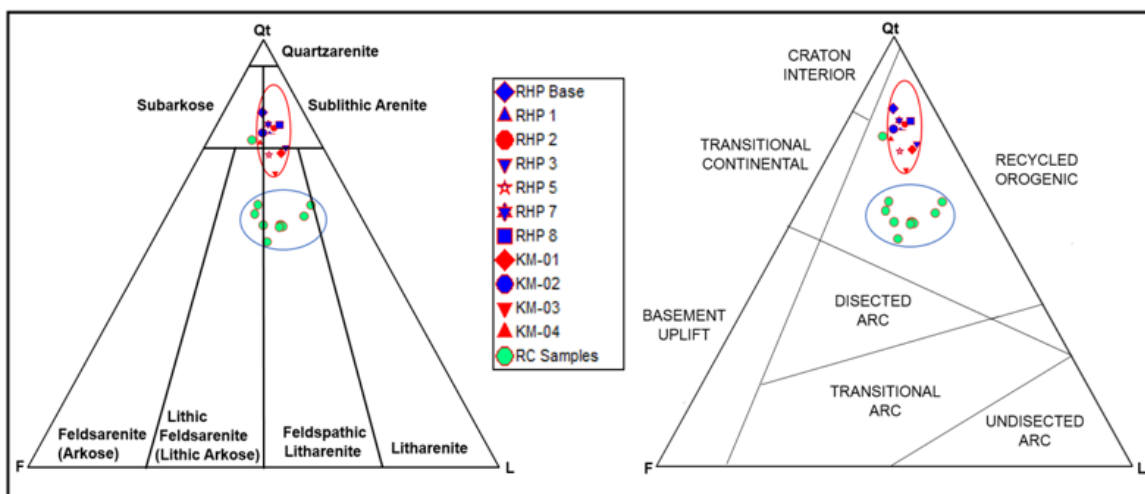 Qt
Quartzarenite
Subarkose
Sublithic Arenite
Feldsarenite
(Arkose)
Lithic
Feldsarenite
(Lithic Arkose)
Feldspathic
Litharenite
Litharenite
F
L
RHP Base
RHP 1
RHP 2
RHP 3
RHP 5
RHP 7
RHP 8
KM-01
KM-02
KM-03
KM-04
RC Samples
Qt
CRATON
INTERIOR
TRANSITIONAL
CONTINENTAL
RECYCLED
OROGENIC
BASEMENT
UPLIFT
DISECTED
ARC
TRANSITIONAL
ARC
UNDISECTED
ARC
F
L